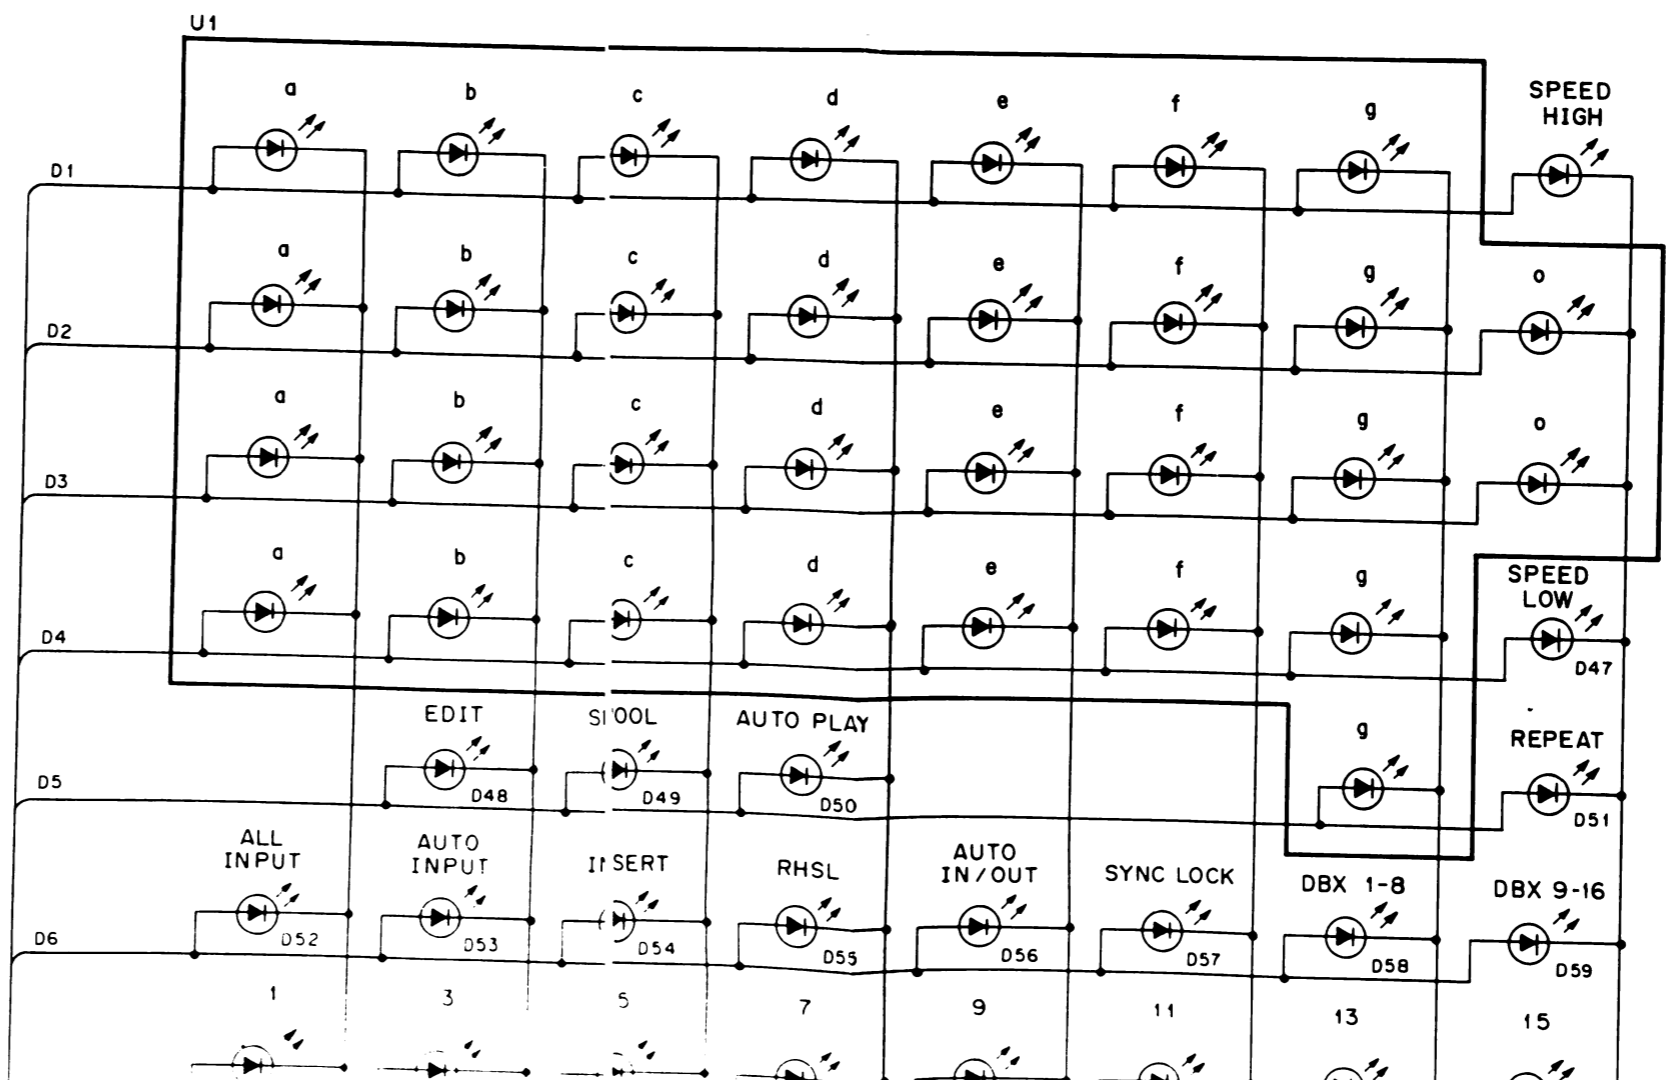 U1
a b c d e f g
SPEED
HIGH
D1
a b c d e f g o
D2
a b c d e f g o
D3
a b c d e f g
SPEED
LOW
D4
D47
EDIT
AUTO PLAY
g
REPEAT
D5
D48 D49 D50 D51
ALL
INPUT
AUTO
INPUT
RHSL
AUTO
IN/OUT
SYNC LOCK
DBX 1-8
DBX 9-16
D6
D52 D53 D54 D55 D56 D57 D58 D59
1 3 5 7 9 11 13 15